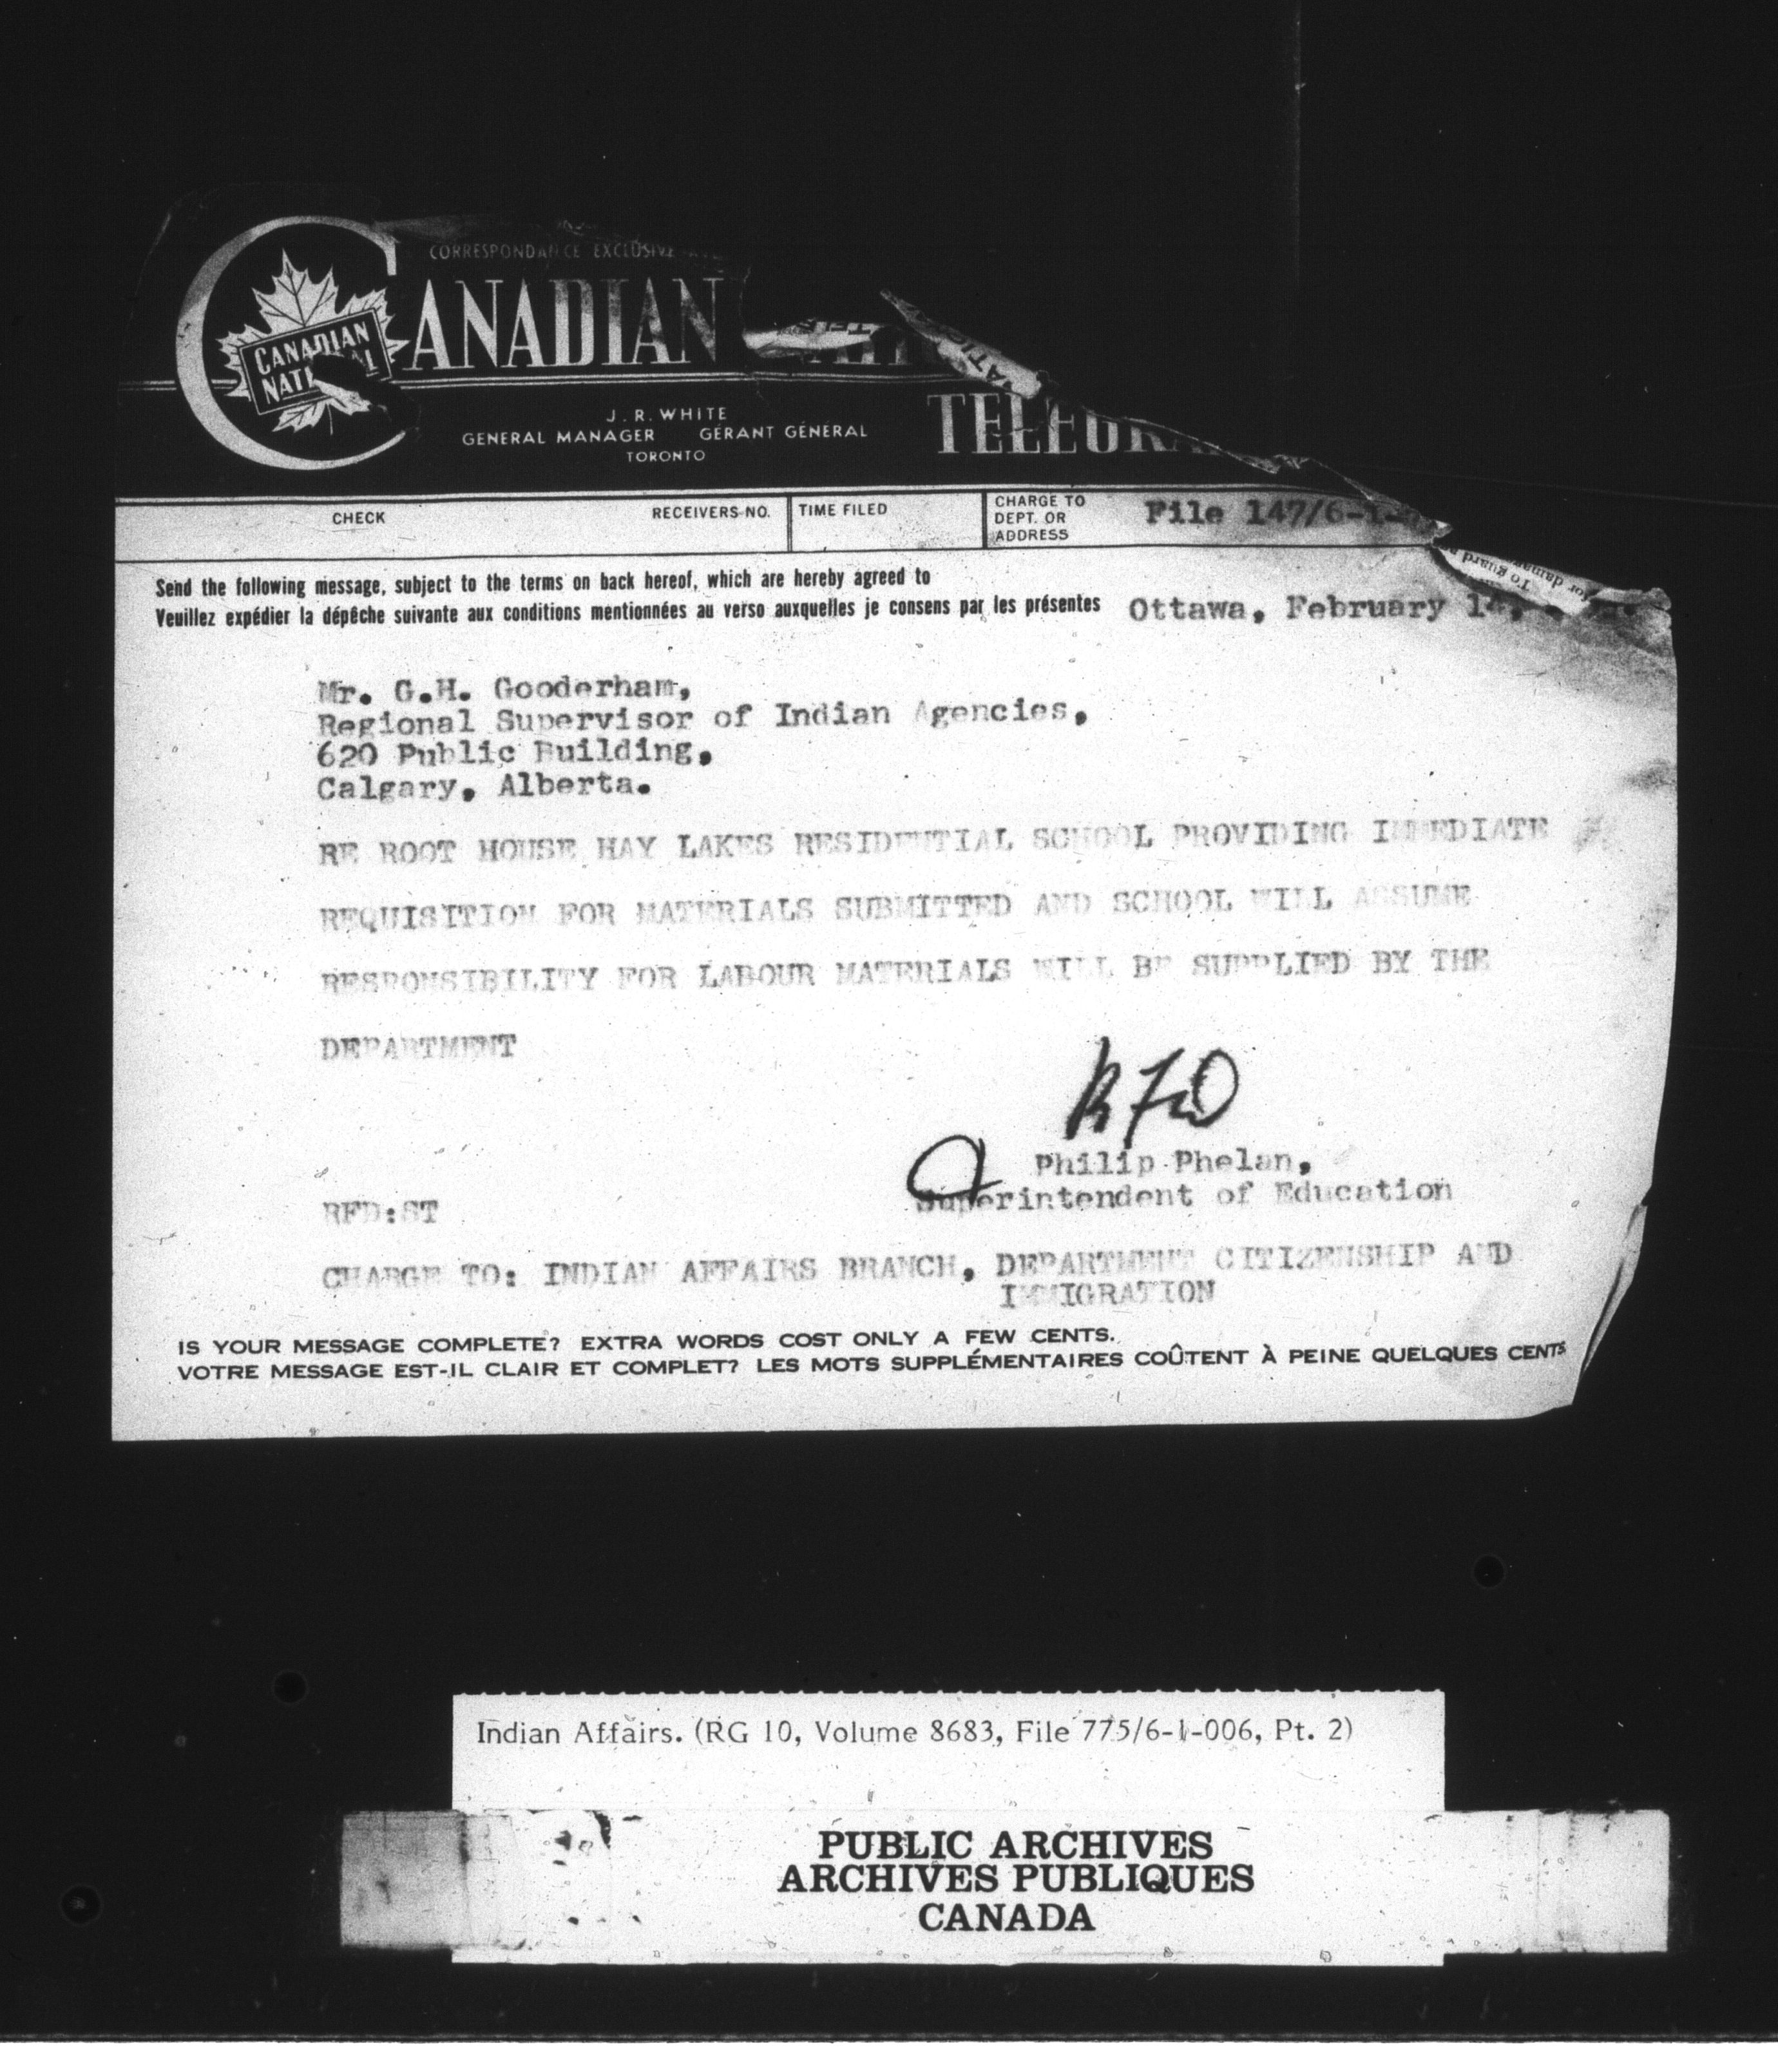 CORRESPONDANCE EXCLUSIVE
CANADIAN
CANADIAN
J. R. WHITE
GENERAL MANAGER GÉRANT GÉNÉRAL
TORONTO
CHECK RECEIVERS NO. TIME FILED CHARGE TO DEPT. OR ADDRESS File 147/6-1-
Send the following message, subject to the terms on back hereof, which are hereby agreed to
Veuillez expédier la dépêche suivante aux conditions mentionnées au verso auxquelles je consens par les présentes Ottawa, February 14,
To guard
Mr. G.H. Gooderham,
Regional Supervisor of Indian Agencies,
620 Public Building,
Calgary, Alberta.
RE ROOT HOUSE HAY LAKES RESIDENTIAL SCHOOL PROVIDING IMMEDIATE
REQUISITION FOR MATERIALS SUBMITTED AND SCHOOL WILL ASSUME
RESPONSIBILITY FOR LABOUR MATERIALS WILL BE SUPPLIED BY THE
DEPARTMENT
Philip Phelan,
Superintendent of Education
RFD:ST
CHARGE TO: INDIAN AFFAIRS BRANCH, DEPARTMENT CITIZENSHIP AND
IMMIGRATION
IS YOUR MESSAGE COMPLETE? EXTRA WORDS COST ONLY A FEW CENTS.
VOTRE MESSAGE EST-IL CLAIR ET COMPLET? LES MOTS SUPPLÉMENTAIRES COÛTENT À PEINE QUELQUES CENTS
Indian Affairs. (RG 10, Volume 8683, File 775/6-1-006, Pt. 2)
PUBLIC ARCHIVES
ARCHIVES PUBLIQUES
CANADA